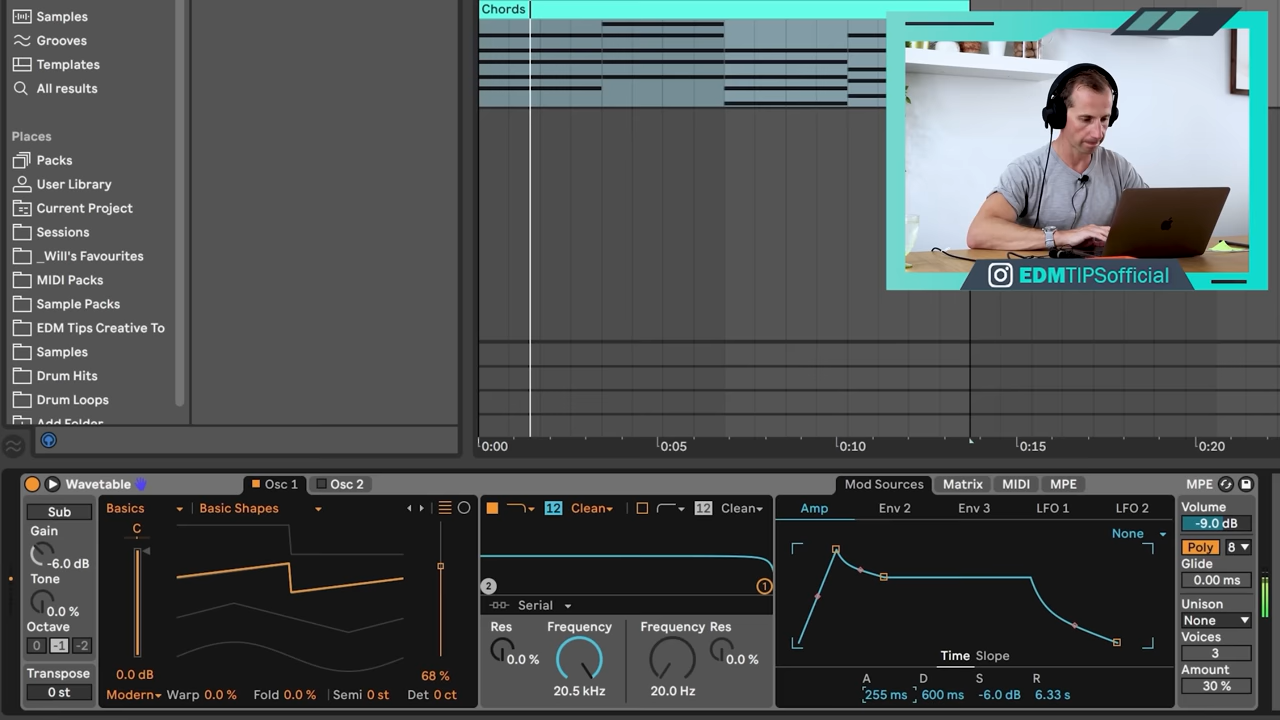 Samples
Grooves
Templates
All results
Places
Packs
User Library
Current Project
Sessions
_Will's Favourites
MIDI Packs
Sample Packs
EDM Tips Creative To
Samples
Drum Hits
Drum Loops
Add Folder
Chords
EDMTIPSofficial
0:00
0:05
0:10
0:15
0:20
Wavetable
Osc 1
Osc 2
Sub
Gain
-6.0 dB
Tone
0.0 %
Octave
0 -1 -2
Transpose
0 st
Basics
Basic Shapes
C
0.0 dB
68 %
Modern
Warp 0.0 %
Fold 0.0 %
Semi 0 st
Det 0 ct
12 Clean
12 Clean
2
1
Serial
Res
0.0 %
Frequency
20.5 kHz
Frequency
20.0 Hz
Res
0.0 %
Mod Sources
Matrix
MIDI
MPE
Amp
Env 2
Env 3
LFO 1
LFO 2
None
Time Slope
A D S R
255 ms 600 ms -6.0 dB 6.33 s
MPE
Volume
-9.0 dB
Poly 8
Glide
0.00 ms
Unison
None
Voices
3
Amount
30 %